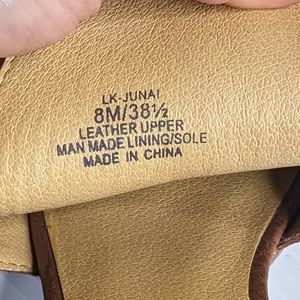 LK-JUNAI
8M/38½
LEATHER UPPER
MAN MADE LINING/SOLE
MADE IN CHINA